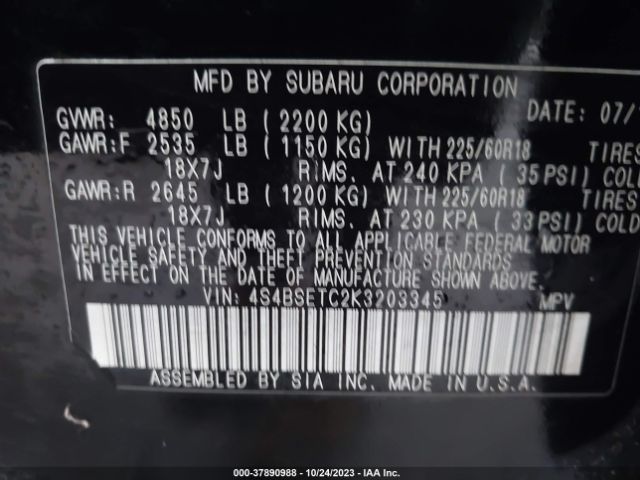 MFD BY SUBARU CORPORATION
DATE: 07/
GVWR: 4850 LB ( 2200 KG)
GAWR:F 2535 LB ( 1150 KG) WITH 225/60R18 TIRES
18X7J RIMS, AT 240 KPA ( 35 PSI) COLD
GAWR:R 2645 LB ( 1200 KG) WITH 225/60R18 TIRES
18X7J RIMS, AT 230 KPA ( 33 PSI) COLD
THIS VEHICLE CONFORMS TO ALL APPLICABLE FEDERAL MOTOR
VEHICLE SAFETY AND THEFT PREVENTION STANDARDS
IN EFFECT ON THE DATE OF MANUFACTURE SHOWN ABOVE.
VIN: 4S4BSETC2K3203345 MPV
ASSEMBLED BY SIA INC. MADE IN U.S.A.
000-37890988 - 10/24/2023 - IAA Inc.